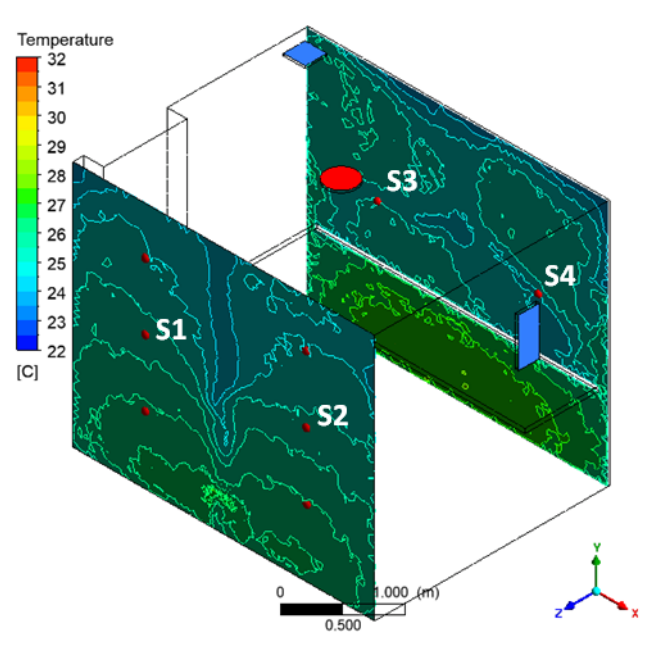 Temperature
32
31
30
29
28
27
26
25
24
23
22
[C]
S3
S4
S1
S2
0 1.000 (m)
0.500
Y
Z
X